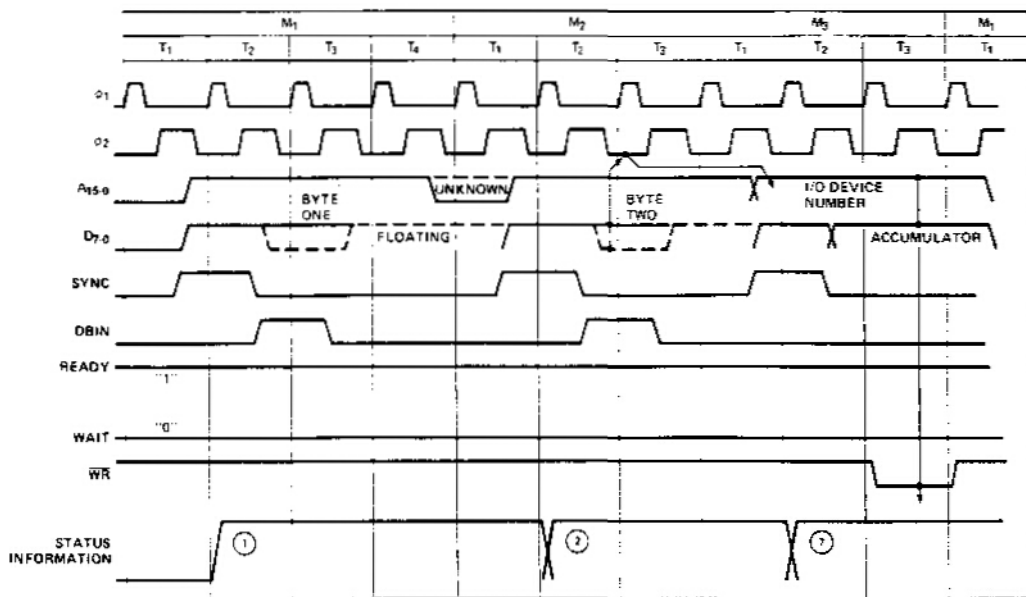 M1 M2 M3 M1
T1 T2 T3 T4 T1 T2 T3 T1 T2 T3 T1
ø1
ø2
A15-0 UNKNOWN I/O DEVICE NUMBER
BYTE ONE BYTE TWO
D7-0 FLOATING ACCUMULATOR
SYNC
DBIN
READY
"1"
"0"
WAIT
WR
STATUS INFORMATION 1 2 7